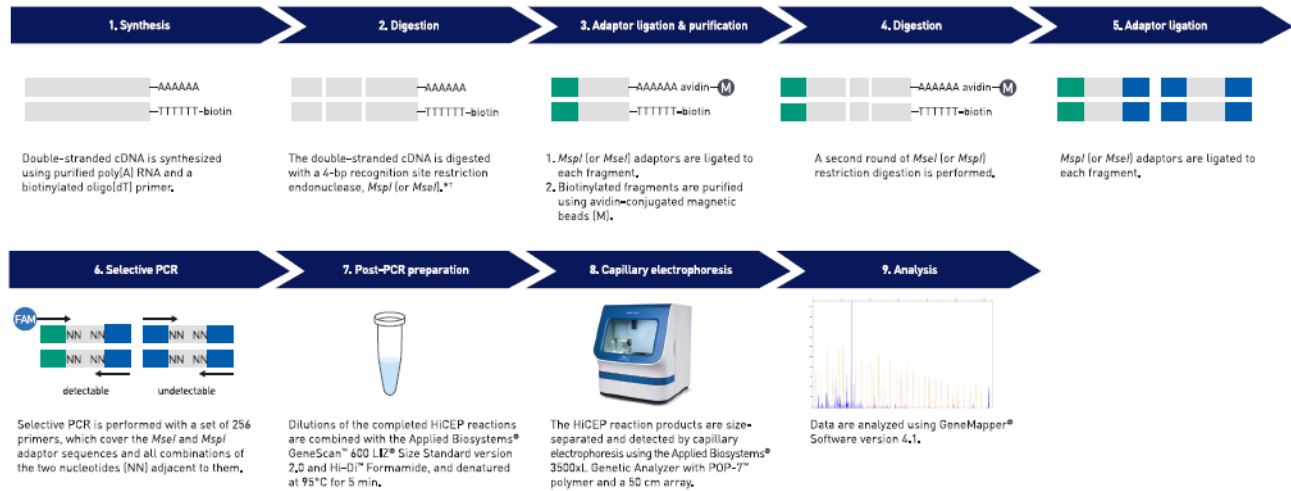 1. Synthesis
2. Digestion
3. Adaptor ligation & purification
4. Digestion
5. Adaptor ligation
AAAAAA
TTTTTT-biotin
AAAAAA
TTTTTT-biotin
AAAAAA avidin M
TTTTTT-biotin
AAAAAA avidin M
TTTTTT-biotin
Double-stranded cDNA is synthesized
using purified poly(A) RNA and a
biotinylated oligo(dT) primer.
The double-stranded cDNA is digested
with a 4-bp recognition site restriction
endonuclease, MspI (or MseI).*†
1. MspI (or MseI) adaptors are ligated to
each fragment.
2. Biotinylated fragments are purified
using avidin-conjugated magnetic
beads (M).
A second round of MseI (or MspI)
restriction digestion is performed.
MspI (or MseI) adaptors are ligated to
each fragment.
6. Selective PCR
7. Post-PCR preparation
8. Capillary electrophoresis
9. Analysis
FAM
NN NN NN NN
NN NN NN NN
detectable undetectable
Selective PCR is performed with a set of 256
primers, which cover the MseI and MspI
adaptor sequences and all combinations of
the two nucleotides (NN) adjacent to them.
Dilutions of the completed HiCEP reactions
are combined with the Applied Biosystems®
GeneScan™ 600 LIZ® Size Standard version
2.0 and Hi-Di™ Formamide, and denatured
at 95°C for 5 min.
The HiCEP reaction products are size-
separated and detected by capillary
electrophoresis using the Applied Biosystems®
3500xL Genetic Analyzer with POP-7™
polymer and a 50 cm array.
Data are analyzed using GeneMapper®
Software version 4.1.